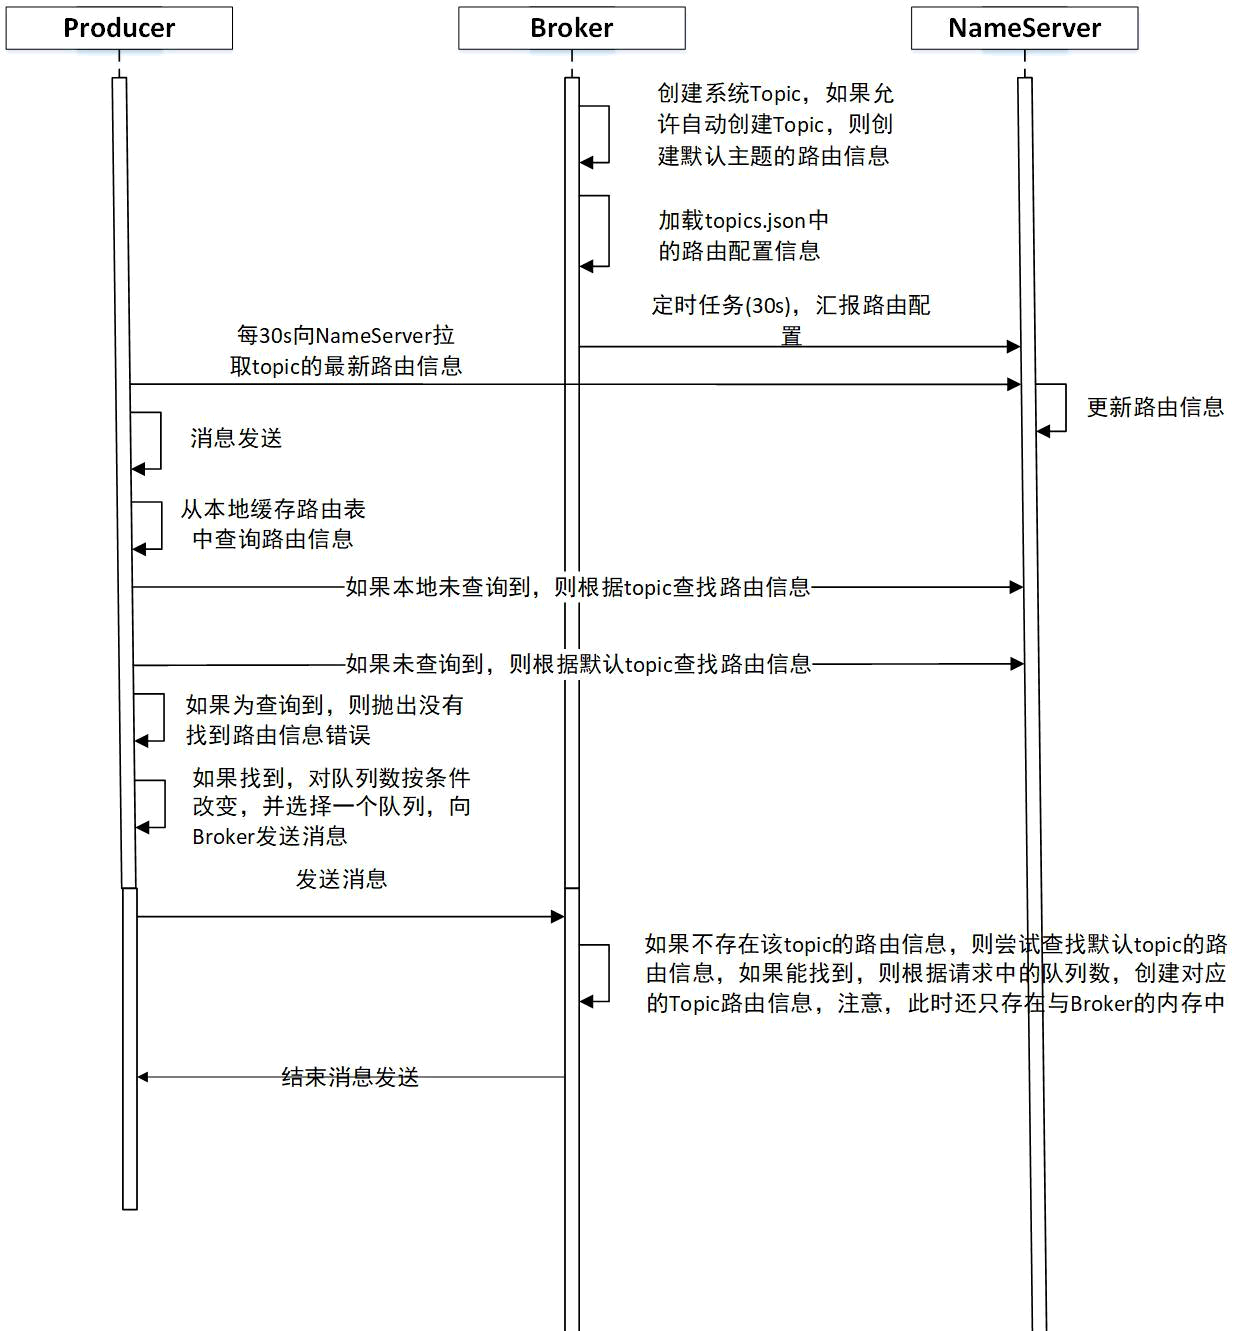 Producer
Broker
NameServer
创建系统Topic，如果允
许自动创建Topic，则创
建默认主题的路由信息
加载topics.json中
的路由配置信息
定时任务(30s)，汇报路由配
置
每30s向NameServer拉
取topic的最新路由信息
更新路由信息
消息发送
从本地缓存路由表
中查询路由信息
如果本地未查询到，则根据topic查找路由信息
如果未查询到，则根据默认topic查找路由信息
如果为查询到，则抛出没有
找到路由信息错误
如果找到，对队列数按条件
改变，并选择一个队列，向
Broker发送消息
发送消息
如果不存在该topic的路由信息，则尝试查找默认topic的路
由信息，如果能找到，则根据请求中的队列数，创建对应
的Topic路由信息，注意，此时还只存在与Broker的内存中
结束消息发送